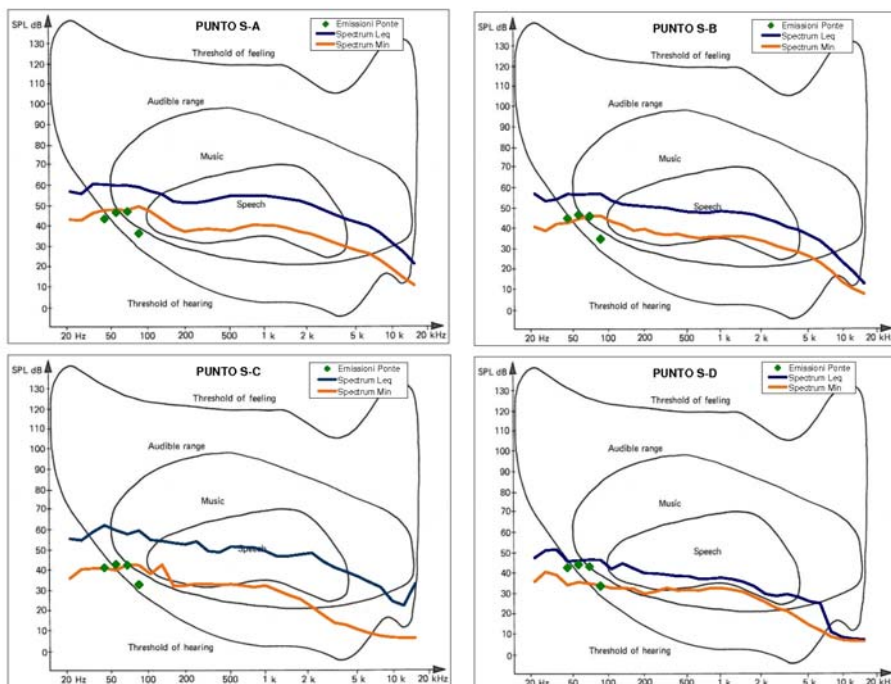 SPL dB
PUNTO S-A
Emissioni Ponte
Spectrum Leq
Spectrum Min
130
120
110
100
90
80
70
60
50
40
30
20
10
0
Threshold of feeling
Audible range
Music
Speech
Threshold of hearing
20 Hz 50 100 200 500 1 k 2 k 5 k 10 k 20 kHz
SPL dB
PUNTO S-B
Emissioni Ponte
Spectrum Leq
Spectrum Min
130
120
110
100
90
80
70
60
50
40
30
20
10
0
Threshold of feeling
Audible range
Music
Speech
Threshold of hearing
20 Hz 50 100 200 500 1 k 2 k 5 k 10 k 20 kHz
SPL dB
PUNTO S-C
Emissioni Ponte
Spectrum Leq
Spectrum Min
130
120
110
100
90
80
70
60
50
40
30
20
10
0
Threshold of feeling
Audible range
Music
Speech
Threshold of hearing
20 Hz 50 100 200 500 1 k 2 k 5 k 10 k 20 kHz
SPL dB
PUNTO S-D
Emissioni Ponte
Spectrum Leq
Spectrum Min
130
120
110
100
90
80
70
60
50
40
30
20
10
0
Threshold of feeling
Audible range
Music
Speech
Threshold of hearing
20 Hz 50 100 200 500 1 k 2 k 5 k 10 k 20 kHz